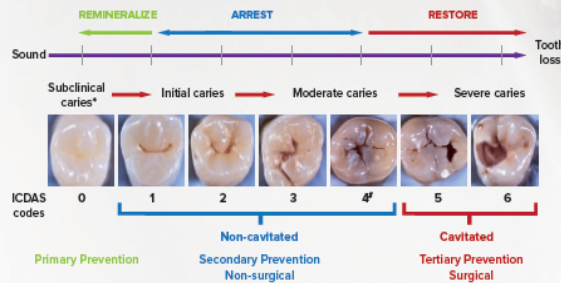 REMINERALIZE ARREST RESTORE
Sound Tooth
loss
Subclinical
caries* Initial caries Moderate caries Severe caries
ICDAS
codes 0 1 2 3 4# 5 6
Non-cavitated Cavitated
Primary Prevention Secondary Prevention Tertiary Prevention
Non-surgical Surgical